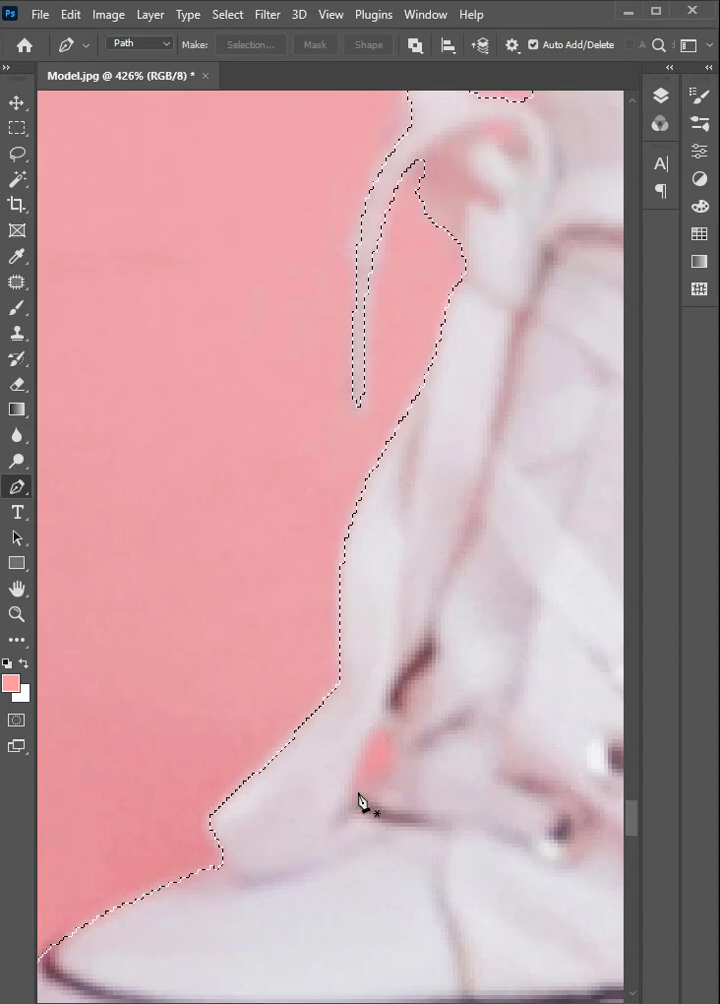 Ps File Edit Image Layer Type Select Filter 3D View Plugins Window Help
Path Make: Selection... Mask Shape Auto Add/Delete A
Model.jpg @ 426% (RGB/8) *